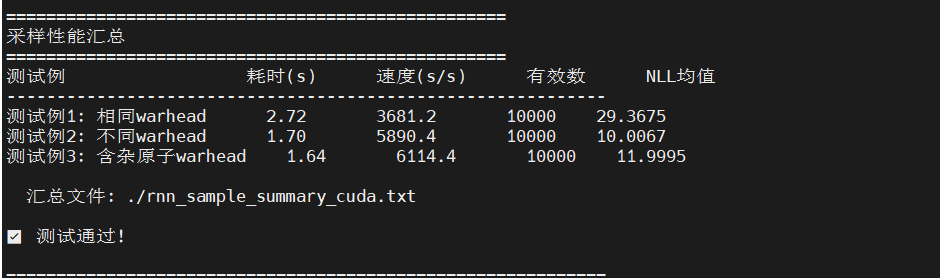 ==================================================
采样性能汇总
==================================================
测试例 耗时(s) 速度(s/s) 有效数 NLL均值
------------------------------------------------------------
测试例1: 相同warhead 2.72 3681.2 10000 29.3675
测试例2: 不同warhead 1.70 5890.4 10000 10.0067
测试例3: 含杂原子warhead 1.64 6114.4 10000 11.9995
汇总文件: ./rnn_sample_summary_cuda.txt
✅ 测试通过!
============================================================